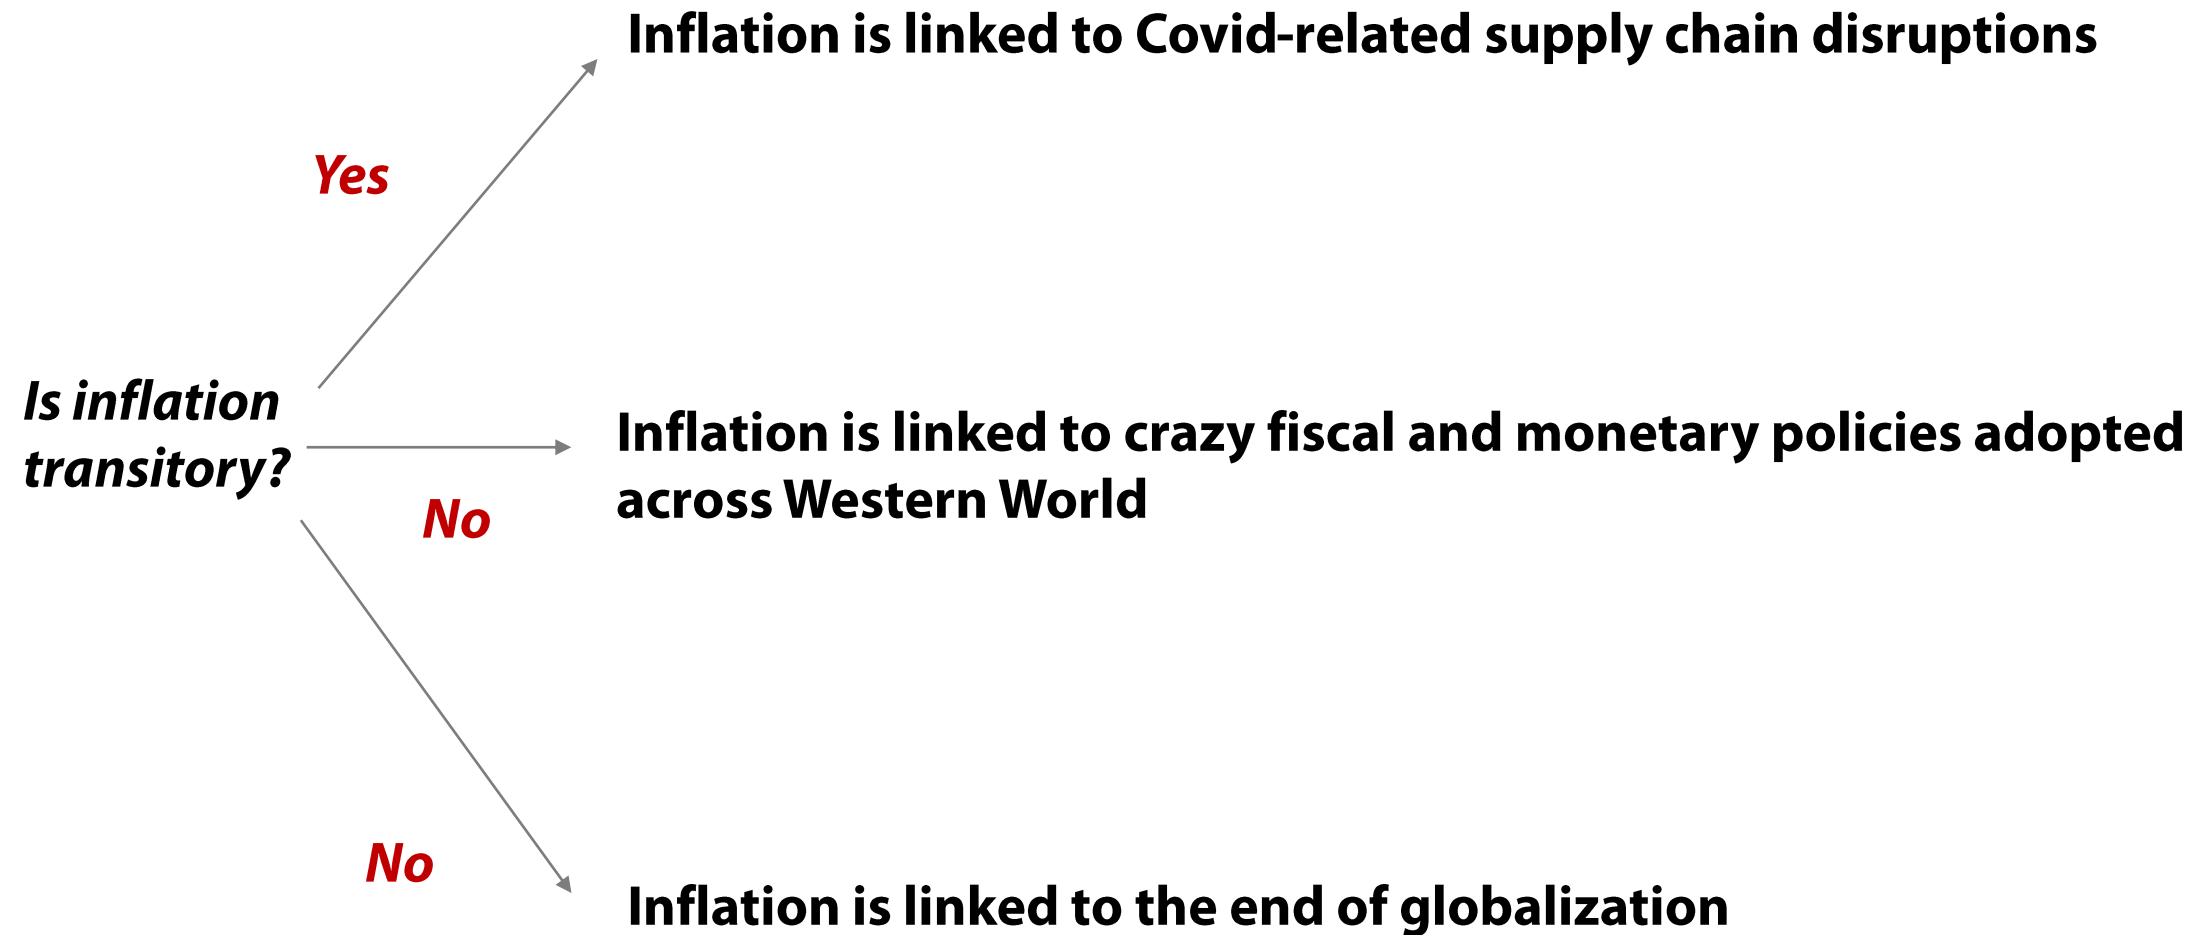 Inflation is linked to Covid-related supply chain disruptions
Yes
Is inflation
transitory?
Inflation is linked to crazy fiscal and monetary policies adopted
across Western World
No
No
Inflation is linked to the end of globalization